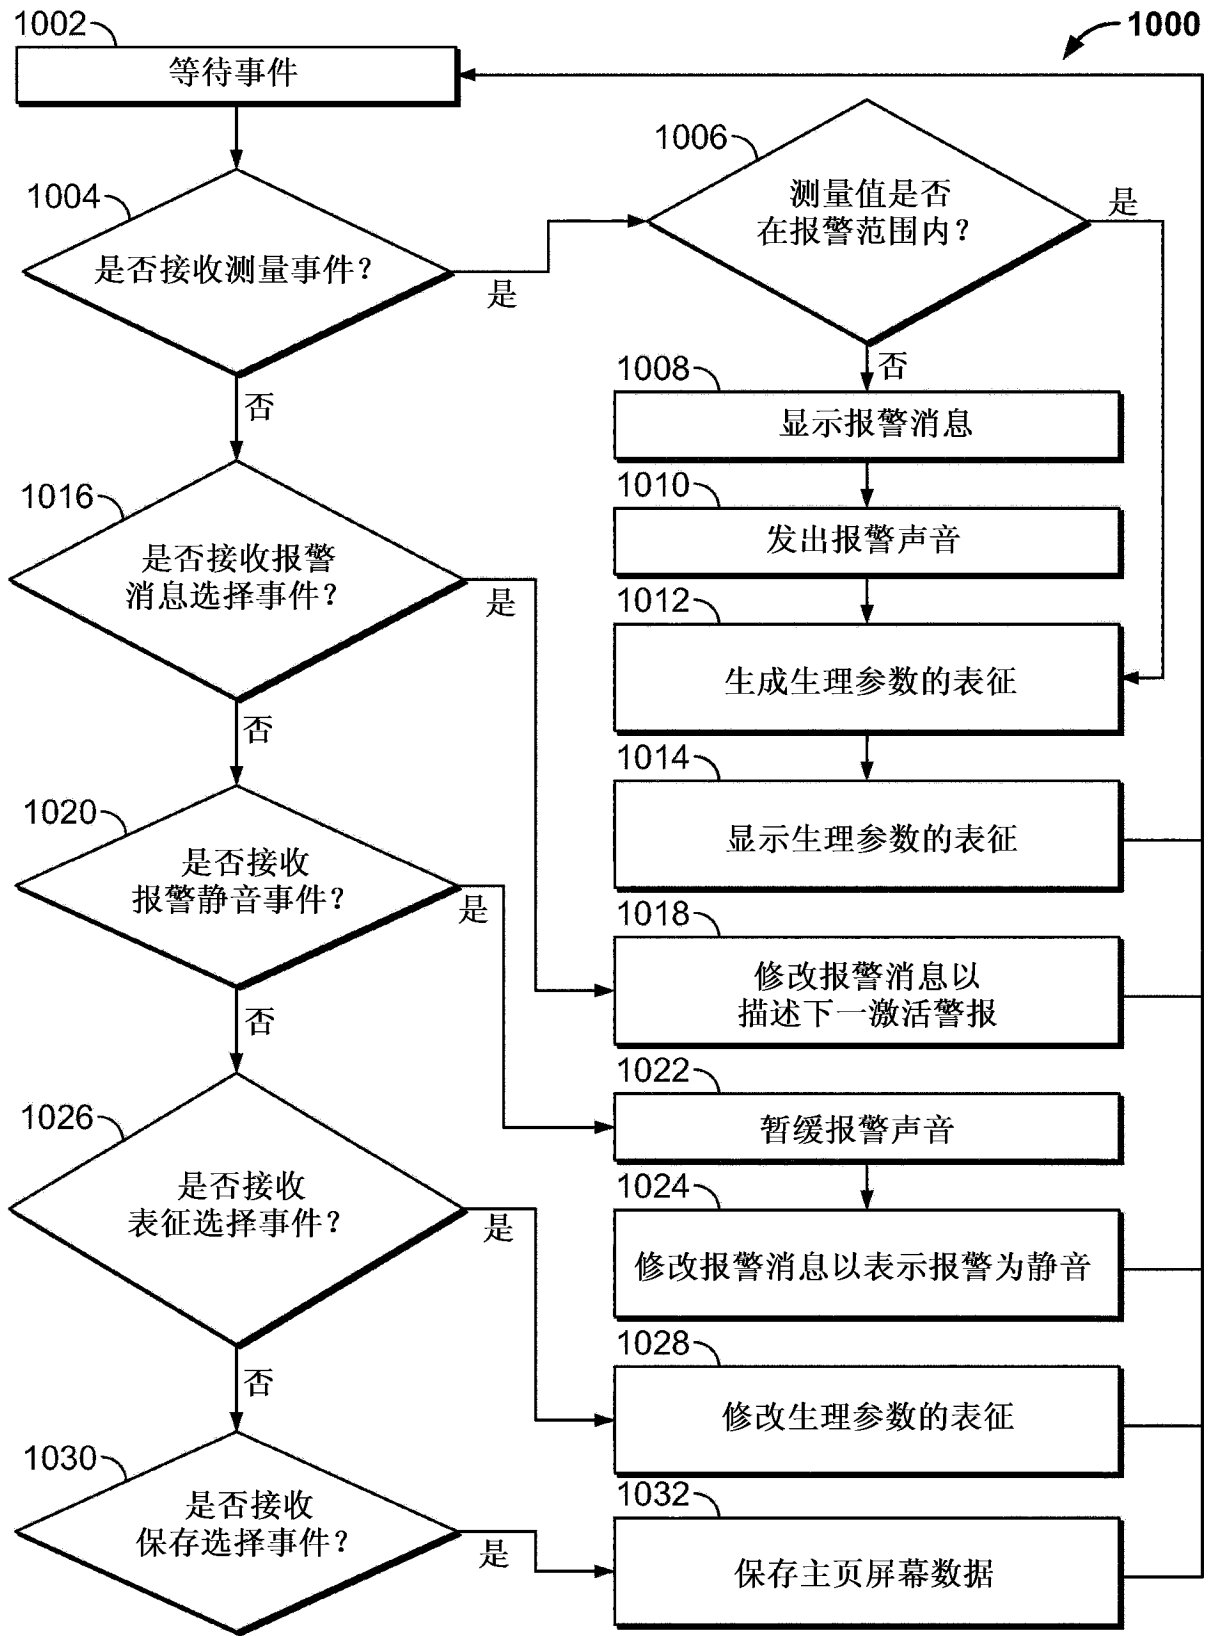 1000
1002
等待事件
1004
是否接收测量事件?
是
否
1006
测量值是否
在报警范围内?
是
否
1008
显示报警消息
1010
发出报警声音
1012
生成生理参数的表征
1014
显示生理参数的表征
1016
是否接收报警
消息选择事件?
是
否
1018
修改报警消息以
描述下一激活警报
1020
是否接收
报警静音事件?
是
否
1022
暂缓报警声音
1024
修改报警消息以表示报警为静音
1026
是否接收
表征选择事件?
是
否
1028
修改生理参数的表征
1030
是否接收
保存选择事件?
是
1032
保存主页屏幕数据